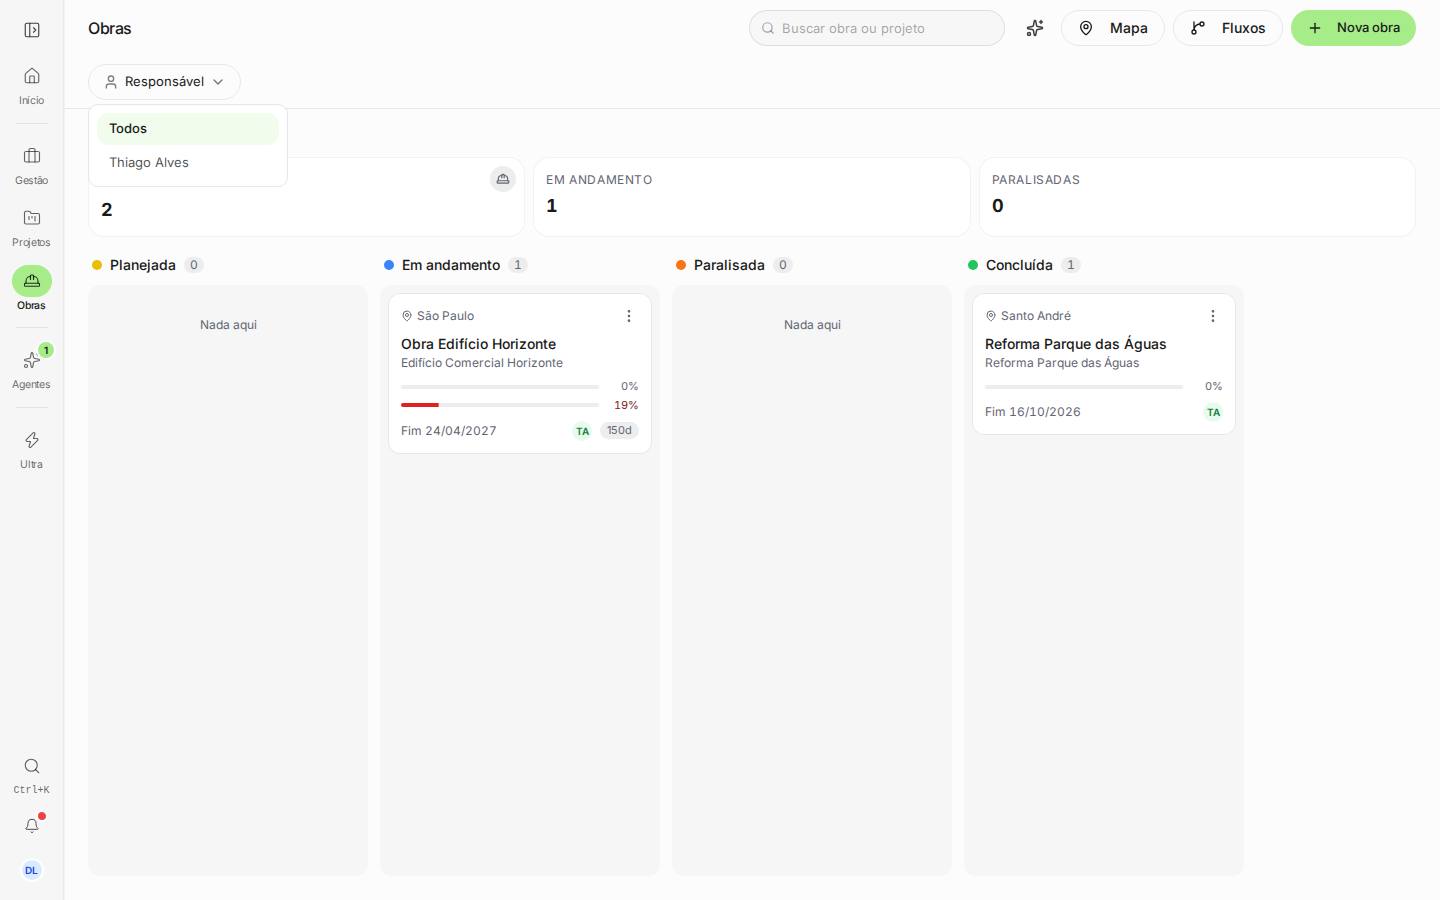 Obras
Buscar obra ou projeto
Mapa
Fluxos
Nova obra
Responsável
Todos
Thiago Alves
2
EM ANDAMENTO
1
PARALISADAS
0
Planejada 0
Nada aqui
Em andamento 1
São Paulo
Obra Edifício Horizonte
Edifício Comercial Horizonte
0%
19%
Fim 24/04/2027 TA 150d
Paralisada 0
Nada aqui
Concluída 1
Santo André
Reforma Parque das Águas
Reforma Parque das Águas
0%
Fim 16/10/2026 TA
Início
Gestão
Projetos
Obras
1
Agentes
Ultra
Ctrl+K
DL